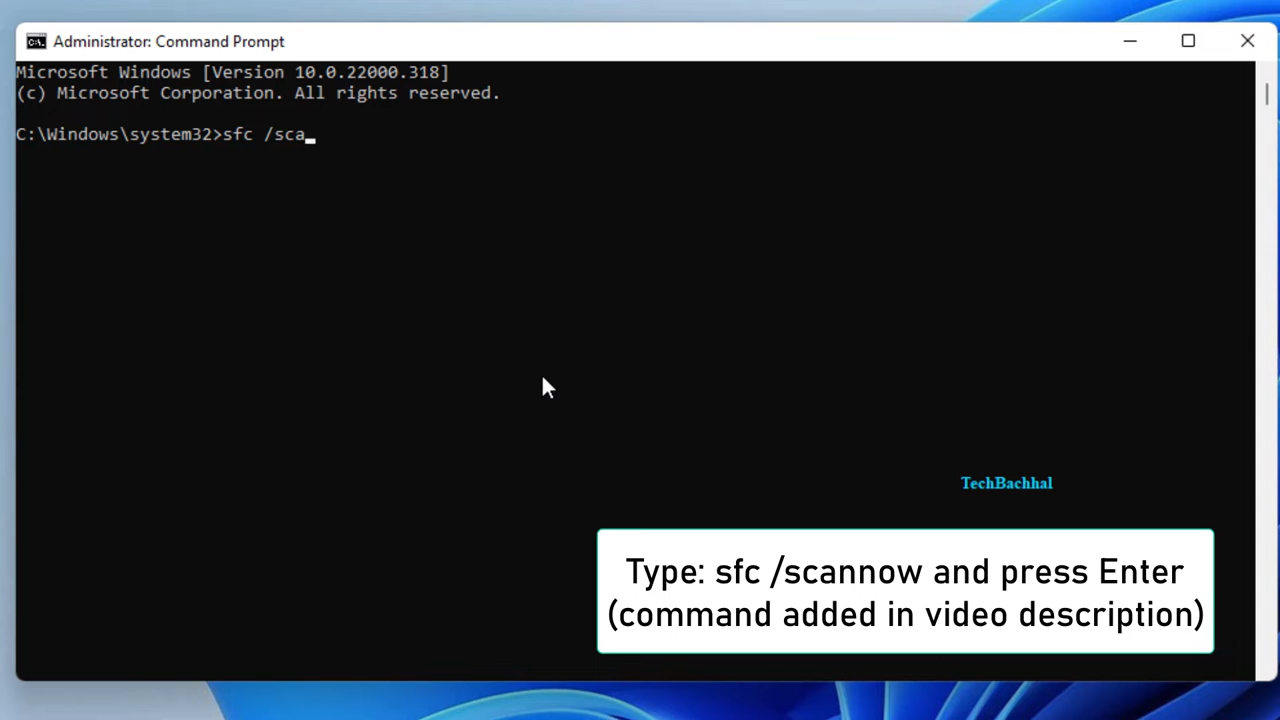 Administrator: Command Prompt
Microsoft Windows [Version 10.0.22000.318]
(c) Microsoft Corporation. All rights reserved.
C:\Windows\system32>sfc /sca
TechBachhal
Type: sfc /scannow and press Enter
(command added in video description)